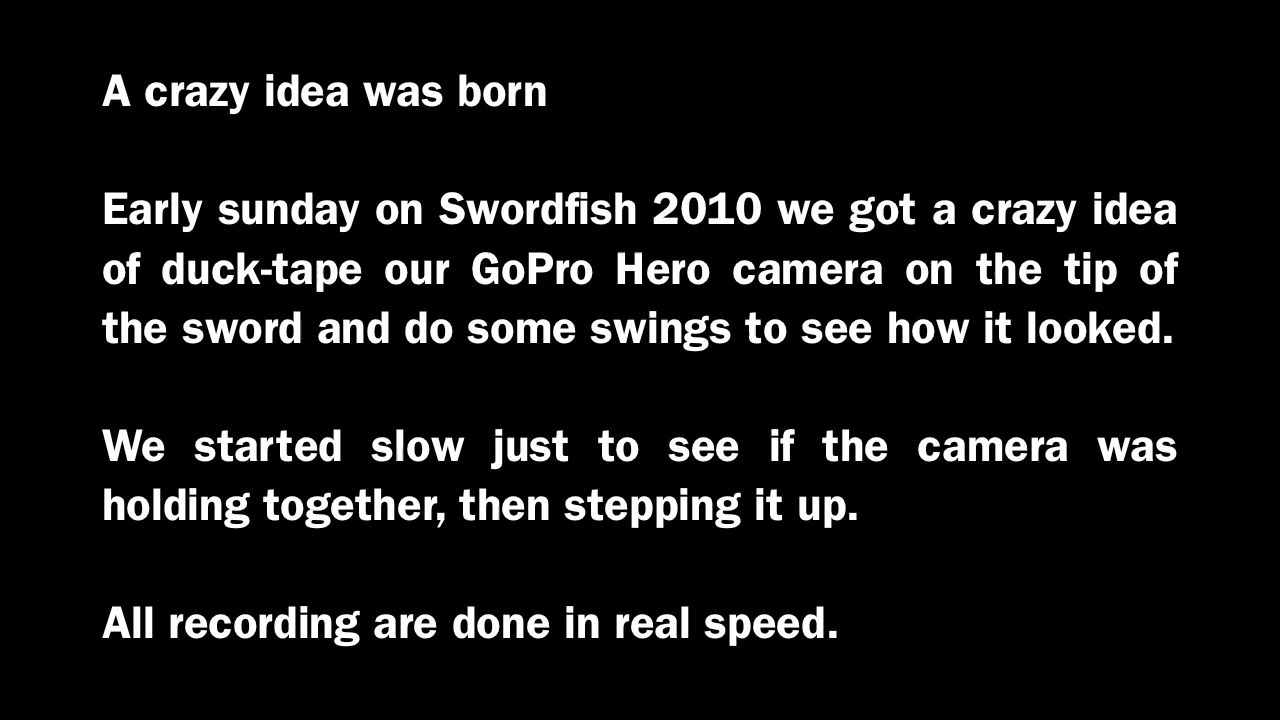 A crazy idea was born
Early sunday on Swordfish 2010 we got a crazy idea
of duck-tape our GoPro Hero camera on the tip of
the sword and do some swings to see how it looked.
We started slow just to see if the camera was
holding together, then stepping it up.
All recording are done in real speed.